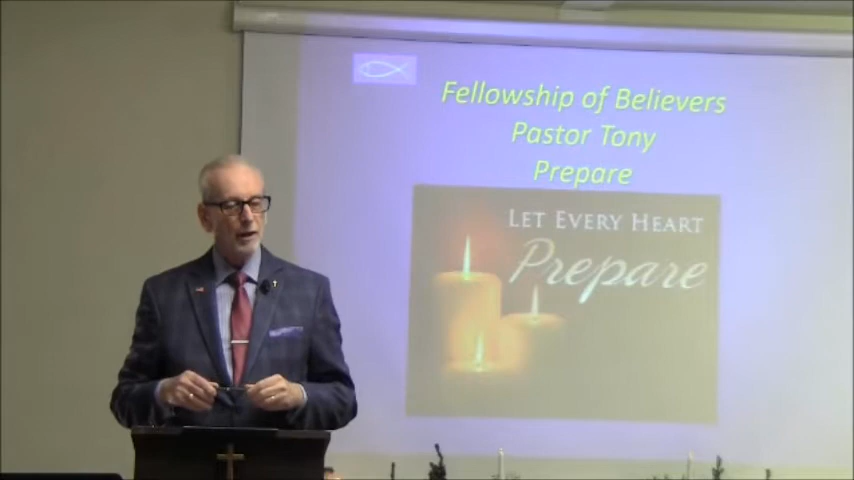 Fellowship of Believers
Pastor Tony
Prepare
LET EVERY HEART
Prepare